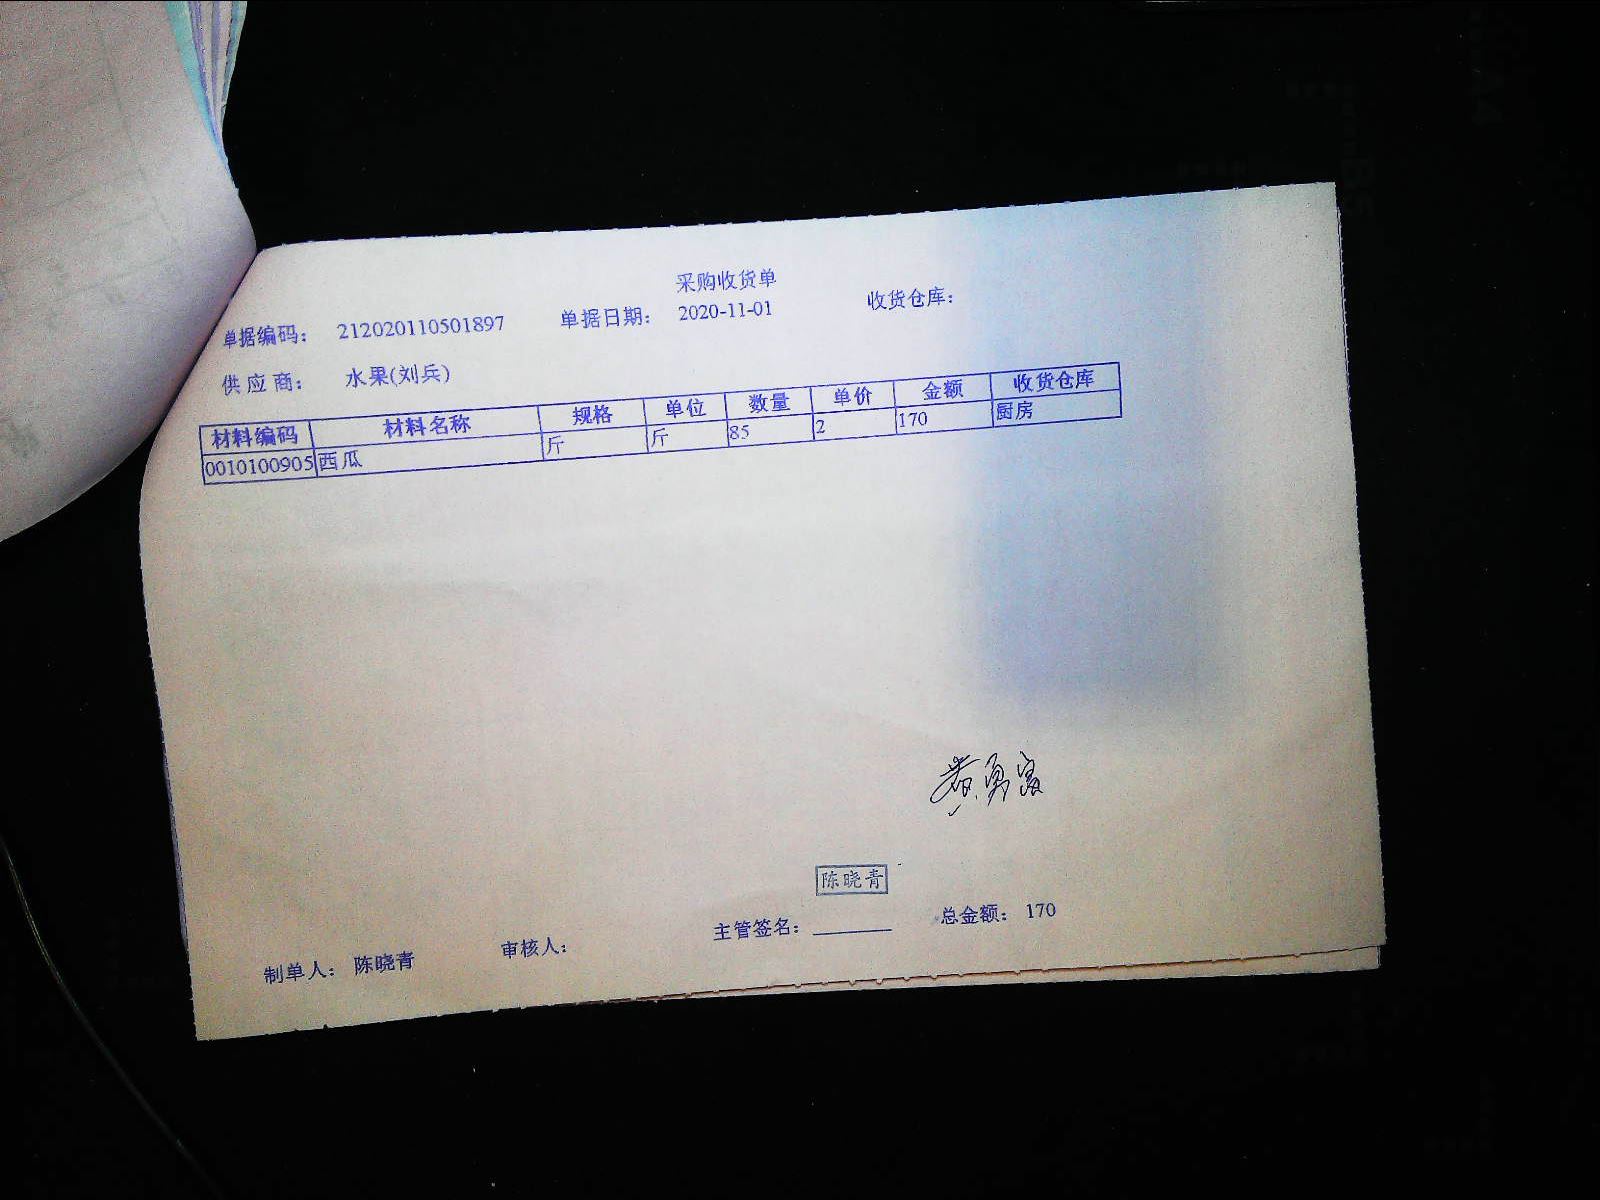 采购收货单
单据编码： 212020110501897 单据日期： 2020-11-01 收货仓库：
供应商： 水果(刘兵)
材料编码 材料名称 规格 单位 数量 单价 金额 收货仓库
0010100905 西瓜 斤 斤 85 2 170 厨房
黄勇富
陈晓青
制单人： 陈晓青 审核人： 主管签名： 总金额： 170